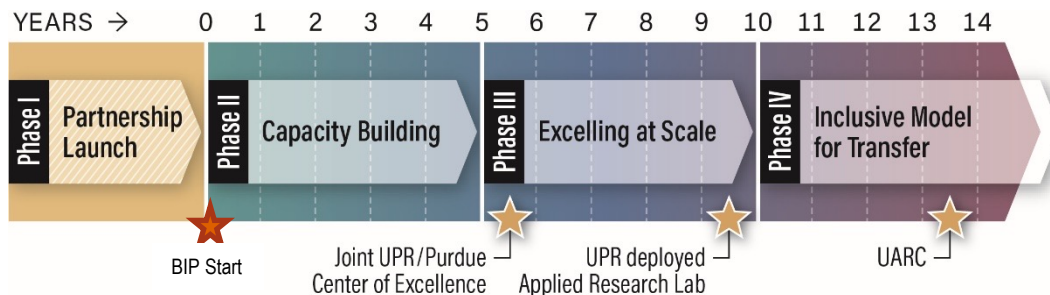 YEARS → 0 1 2 3 4 5 6 7 8 9 10 11 12 13 14
Phase I
Partnership
Launch
Phase II
Capacity Building
Phase III
Excelling at Scale
Phase IV
Inclusive Model
for Transfer
BIP Start
Joint UPR/Purdue
Center of Excellence
UPR deployed
Applied Research Lab
UARC